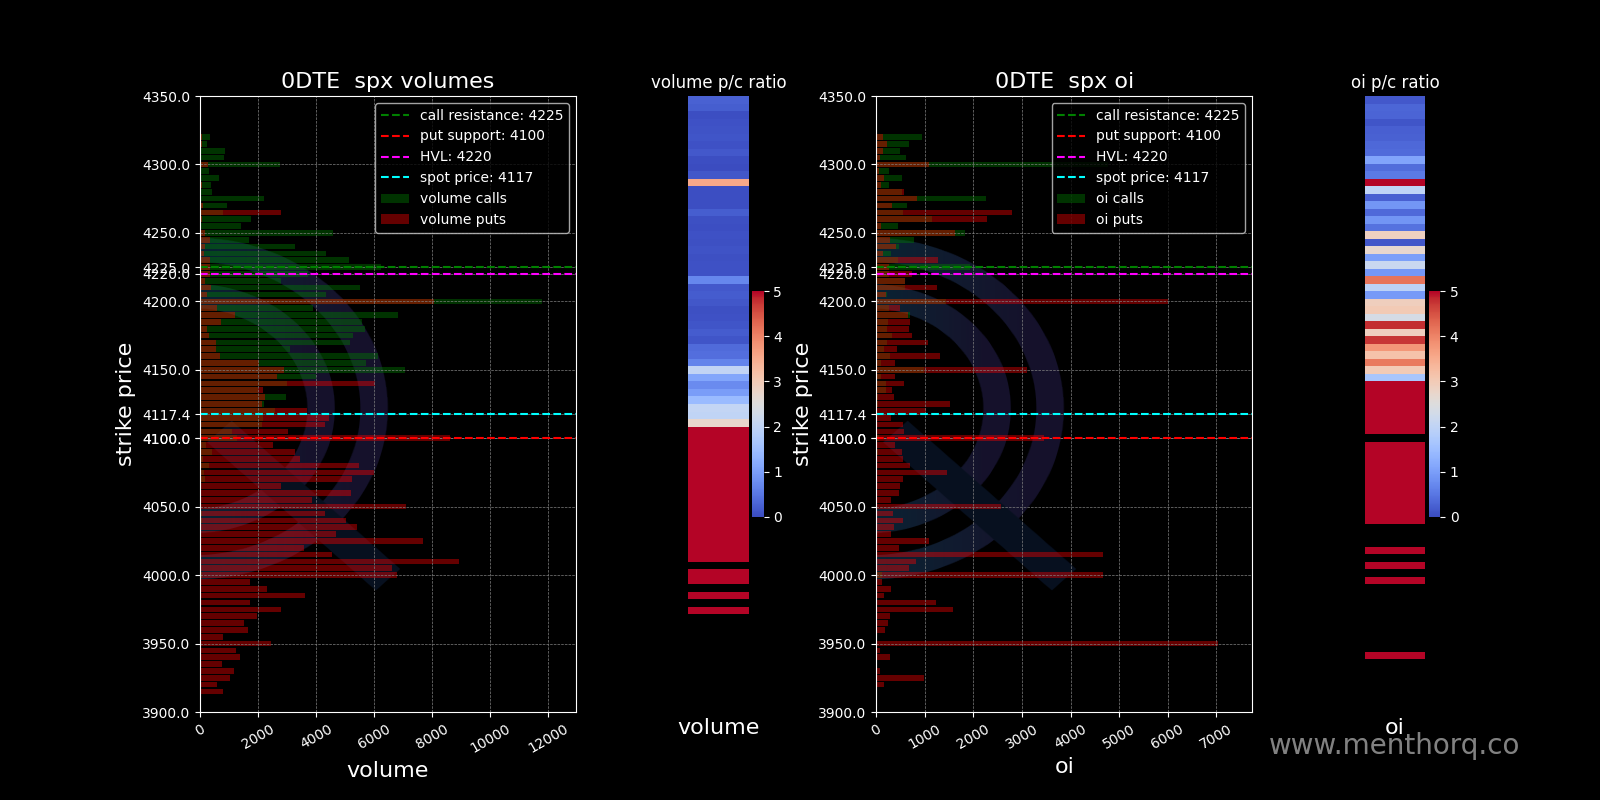 0DTE  spx volumes
volume p/c ratio
0DTE  spx oi
oi p/c ratio
4350.0
4300.0
4250.0
4225.0
4220.0
4200.0
4150.0
4117.4
4100.0
4050.0
4000.0
3950.0
3900.0
strike price
call resistance: 4225
put support: 4100
HVL: 4220
spot price: 4117
volume calls
volume puts
0
2000
4000
6000
8000
10000
12000
volume
5
4
3
2
1
0
volume
4350.0
4300.0
4250.0
4225.0
4220.0
4200.0
4150.0
4117.4
4100.0
4050.0
4000.0
3950.0
3900.0
strike price
call resistance: 4225
put support: 4100
HVL: 4220
spot price: 4117
oi calls
oi puts
0
1000
2000
3000
4000
5000
6000
7000
oi
5
4
3
2
1
0
oi
www.menthorq.co